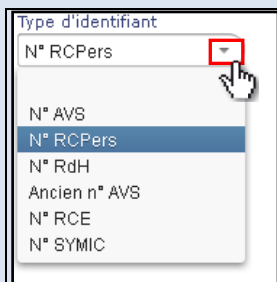 Type d'identifiant
N° RCPers
N° AVS
N° RCPers
N° RdH
Ancien n° AVS
N° RCE
N° SYMIC